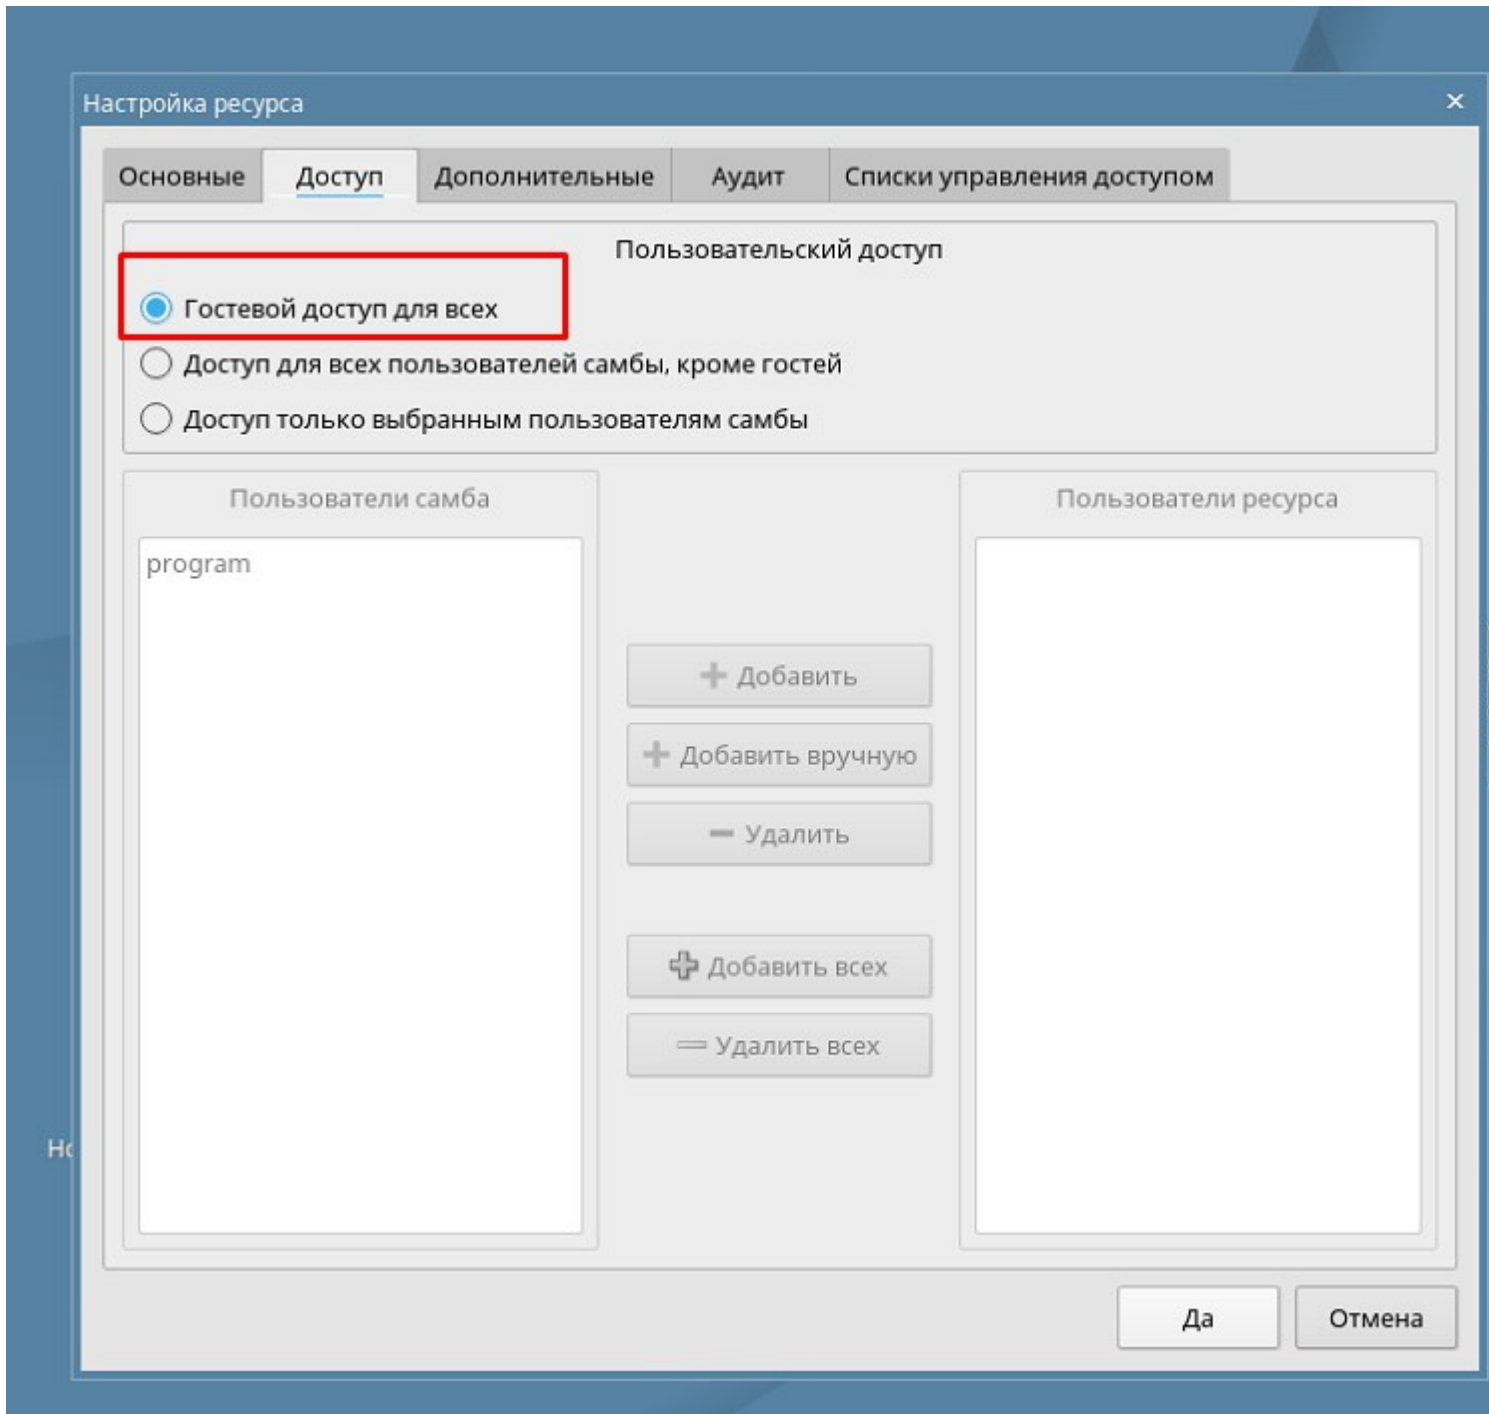 Настройка ресурса
Основные Доступ Дополнительные Аудит Списки управления доступом
Пользовательский доступ
Гостевой доступ для всех
Доступ для всех пользователей самбы, кроме гостей
Доступ только выбранным пользователям самбы
Пользователи самба
Пользователи ресурса
program
Добавить
Добавить вручную
Удалить
Добавить всех
Удалить всех
Да Отмена